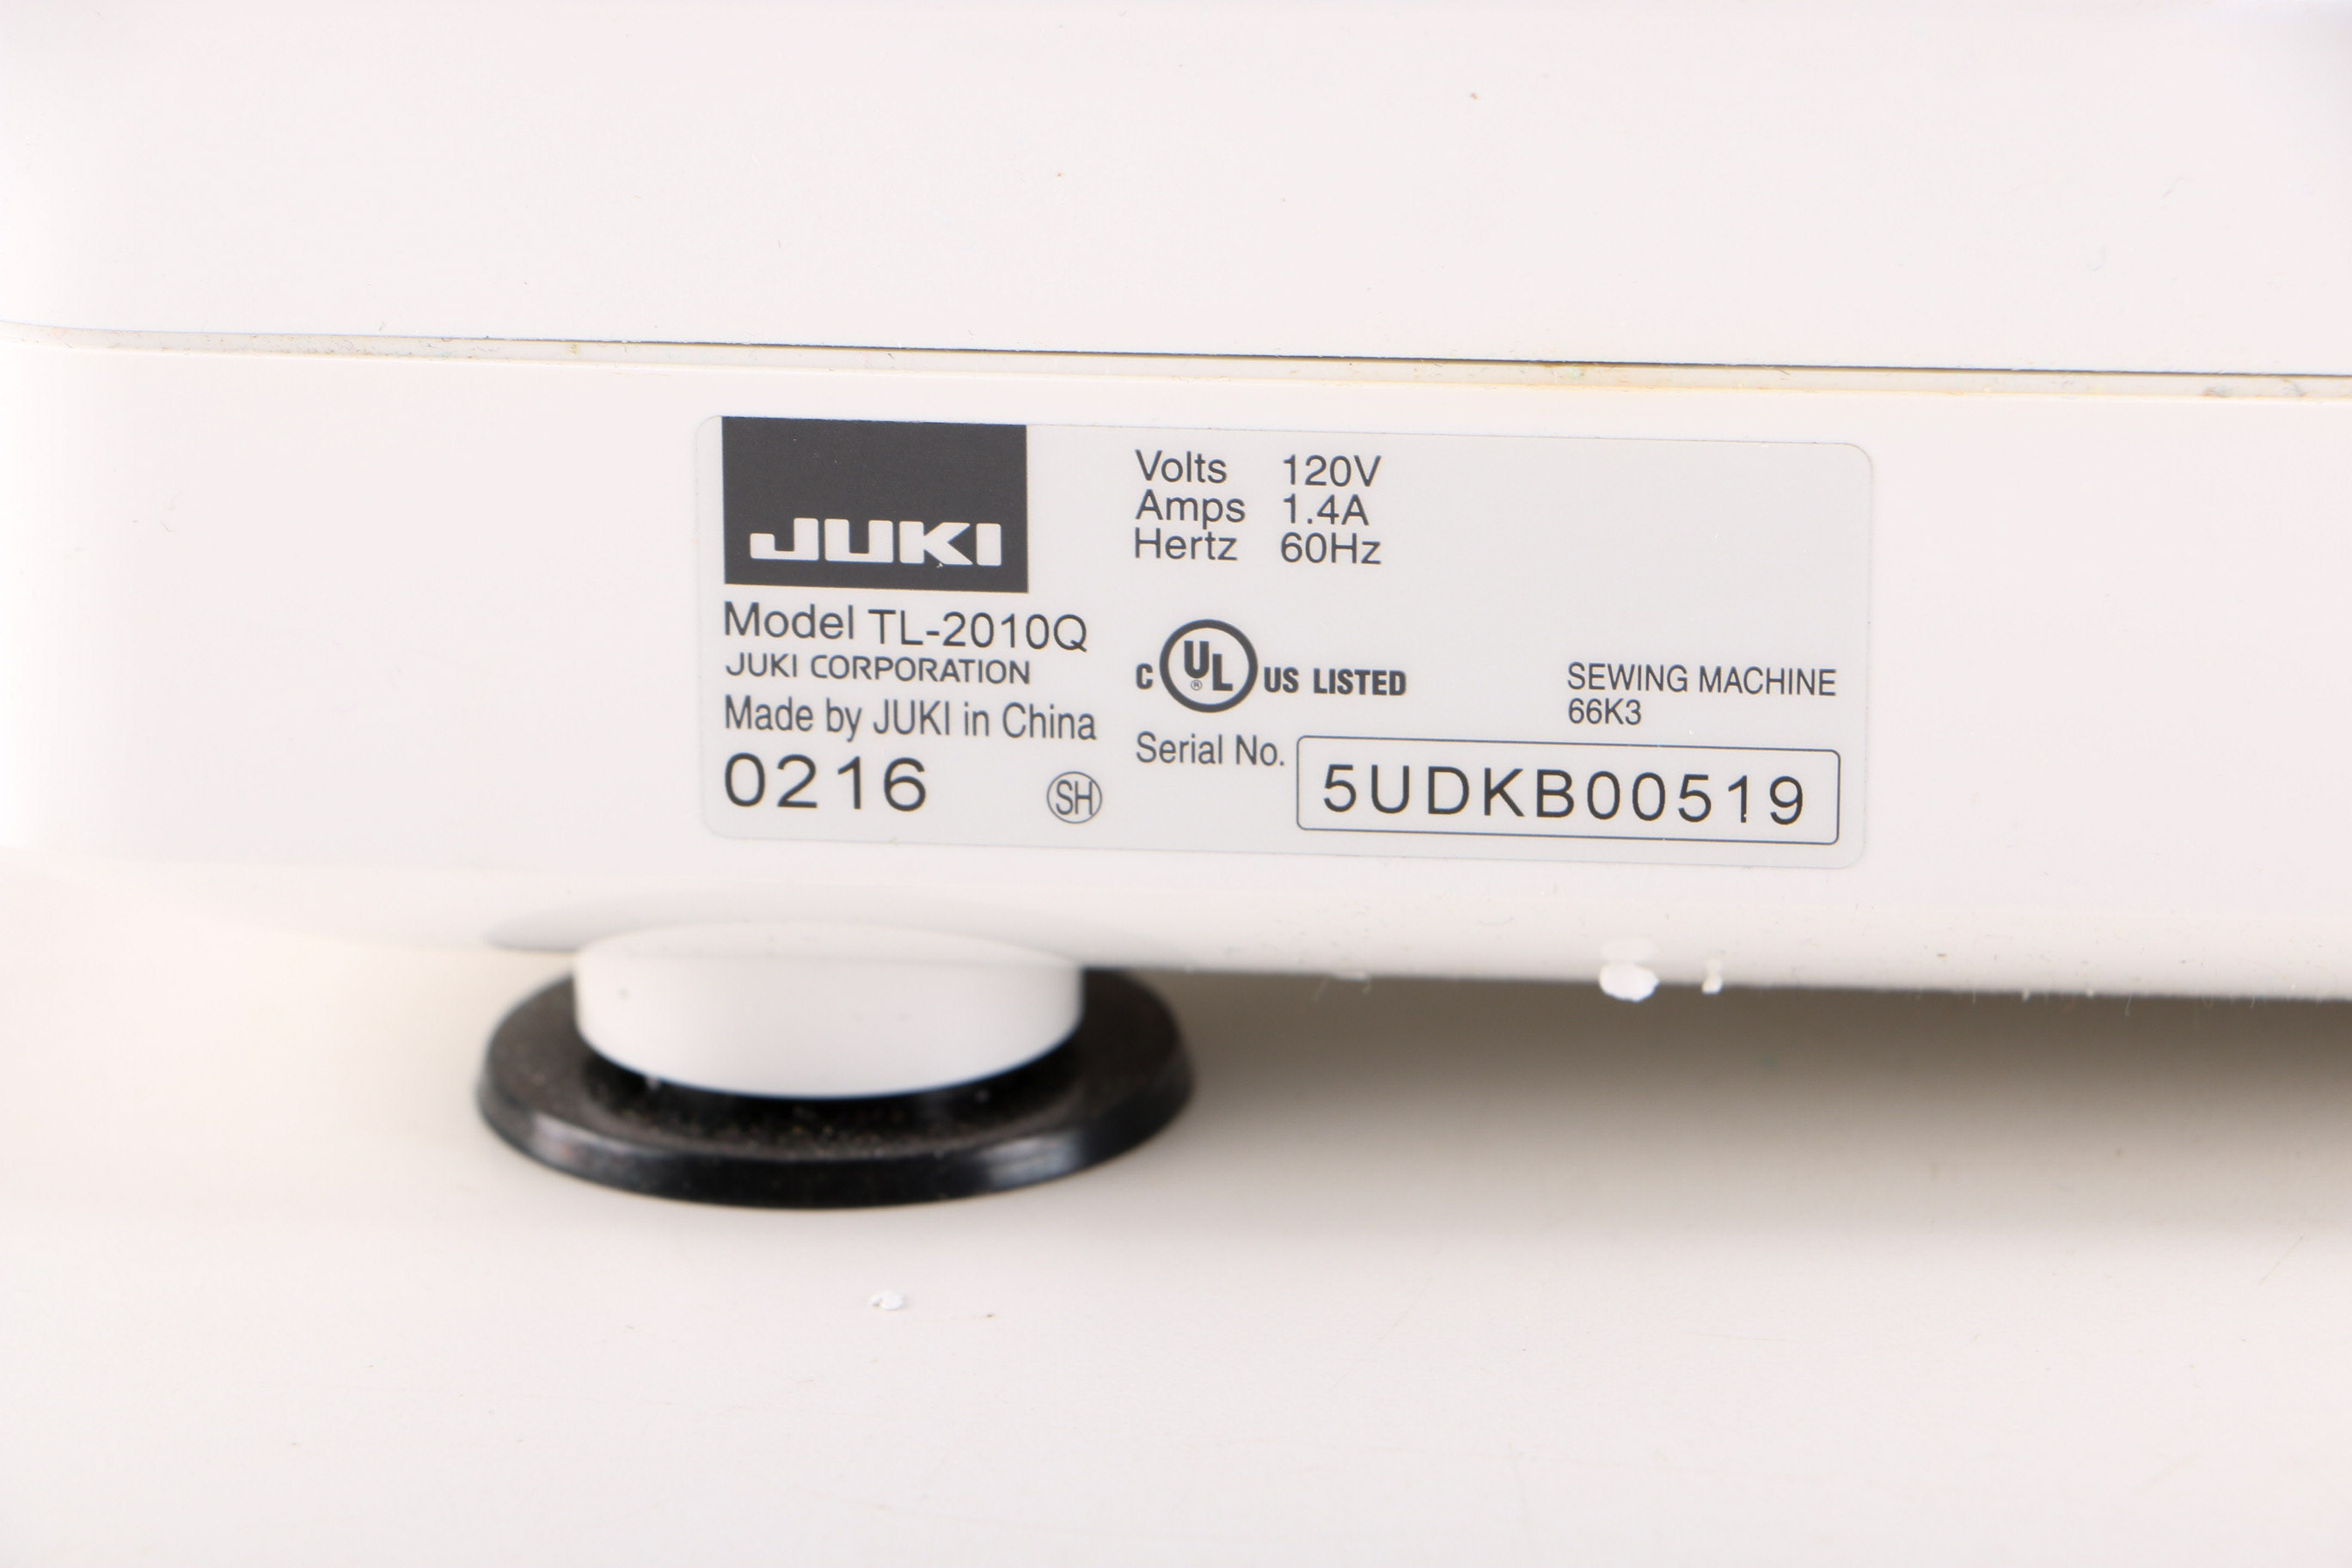 JUKI
Model TL-2010Q
JUKI CORPORATION
Made by JUKI in China
0216
SH
Volts 120V
Amps 1.4A
Hertz 60Hz
C UL ® US LISTED
SEWING MACHINE
66K3
Serial No. 5UDKB00519